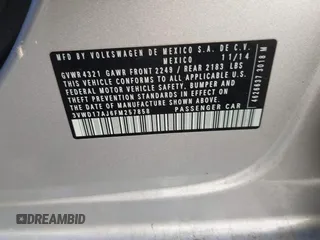 MFD BY VOLKSWAGEN DE MEXICO S.A. DE C.V.
MEXICO 11/14
GVWR 4321 GAWR FRONT 2249 / REAR 2183 LBS
THIS VEHICLE CONFORMS TO ALL APPLICABLE
FEDERAL MOTOR VEHICLE SAFETY, BUMPER AND
THEFT PREVENTION STANDARDS IN EFFECT ON
THE DATE OF MANUFACTURE SHOWN ABOVE.
3VWD17AJ6FM257858 PASSENGER CAR
DREAMBID